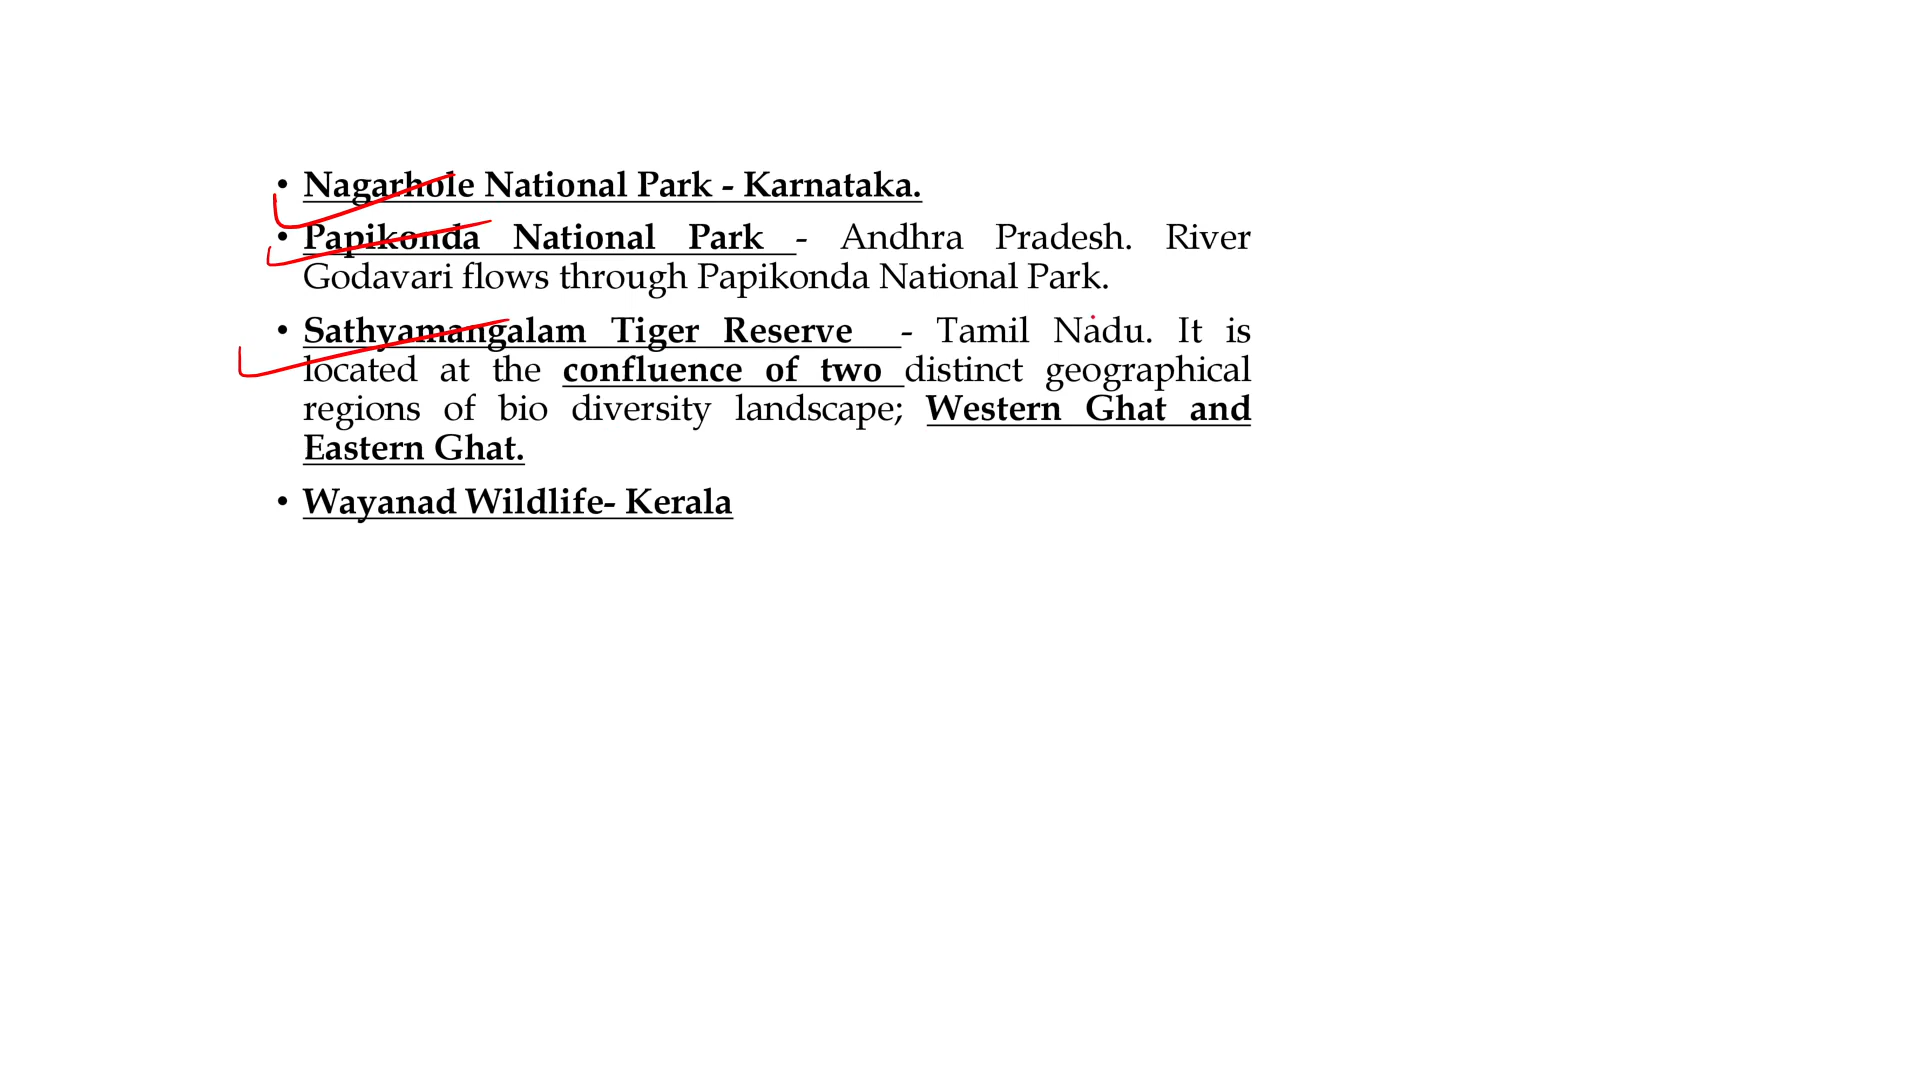 • Nagarhole National Park - Karnataka.
• Papikonda National Park - Andhra Pradesh. River
Godavari flows through Papikonda National Park.
• Sathyamangalam Tiger Reserve - Tamil Nadu. It is
located at the confluence of two distinct geographical
regions of bio diversity landscape; Western Ghat and
Eastern Ghat.
• Wayanad Wildlife- Kerala